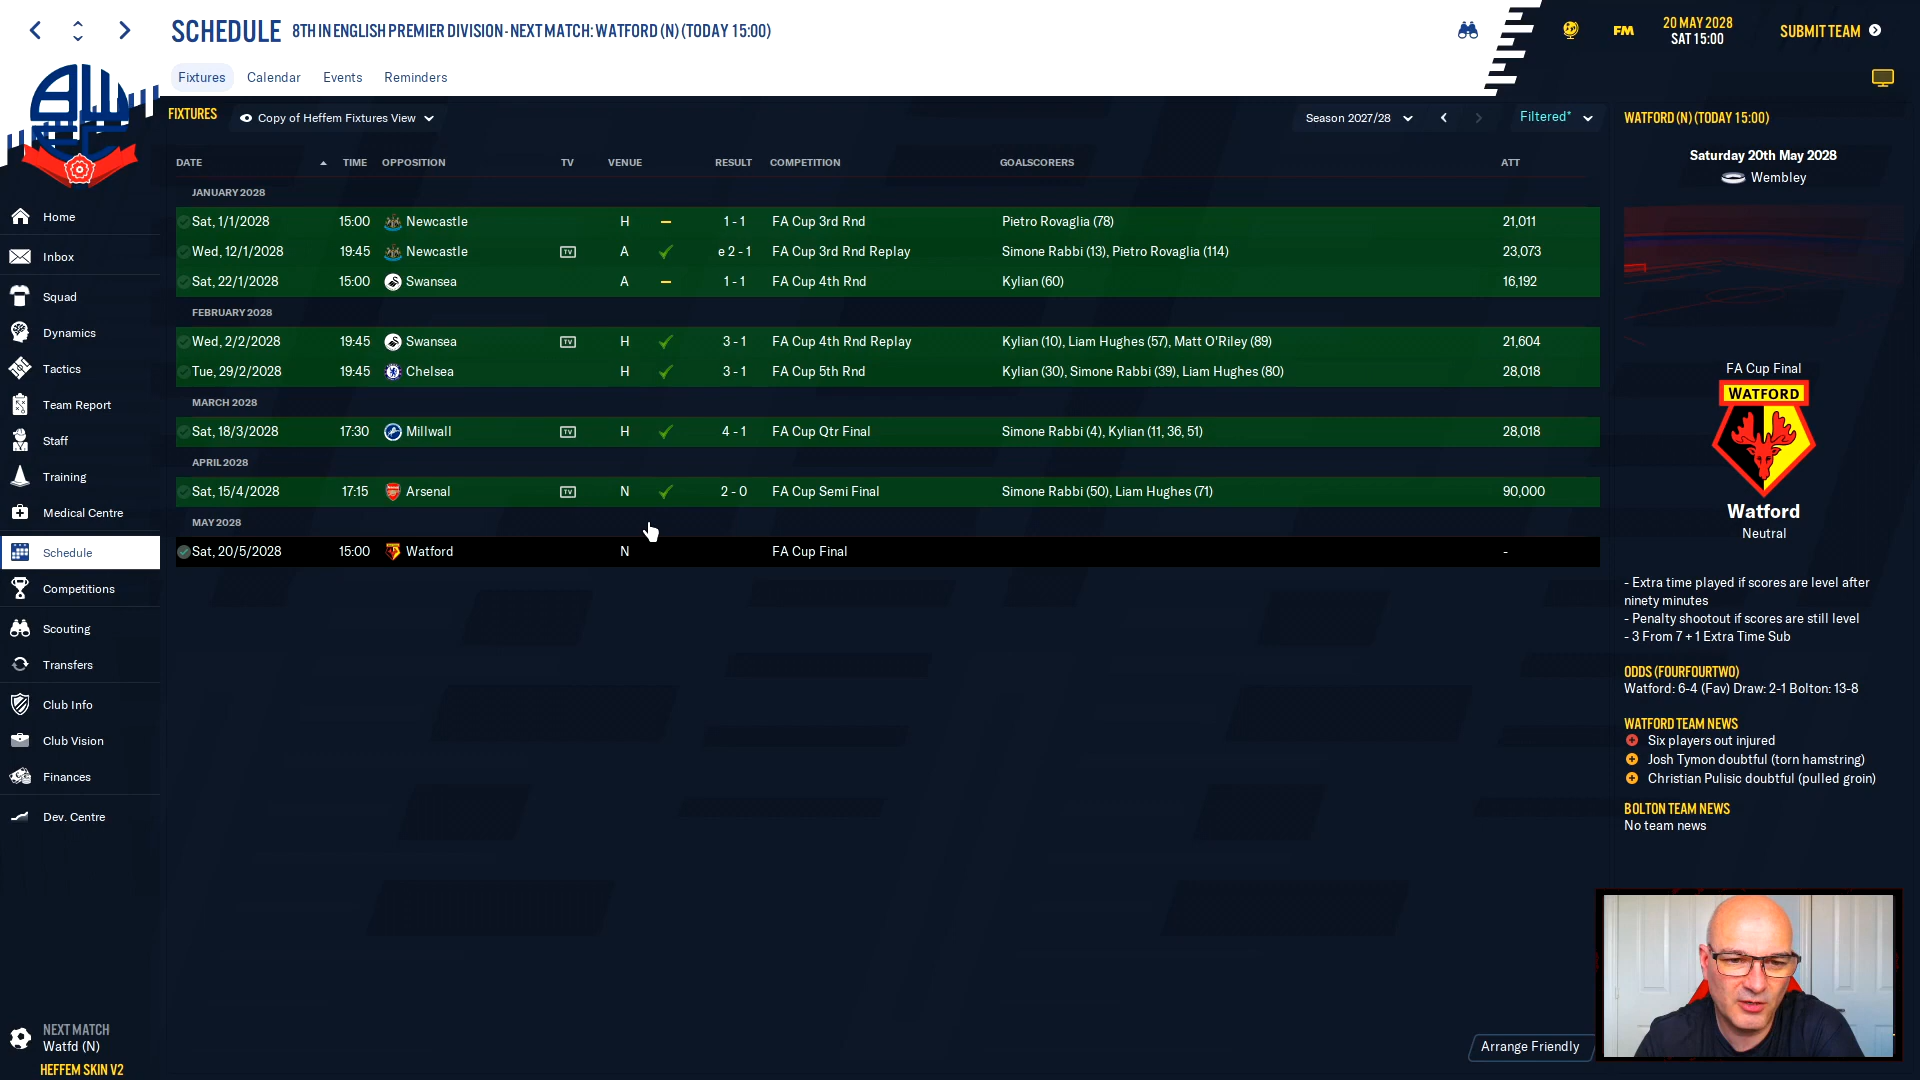 SCHEDULE 8TH IN ENGLISH PREMIER DIVISION - NEXT MATCH: WATFORD (N) (TODAY 15:00)
FM
20 MAY 2028
SAT 15:00
SUBMIT TEAM
Fixtures Calendar Events Reminders
FIXTURES Copy of Heffem Fixtures View Season 2027/28 Filtered*
DATE TIME OPPOSITION TV VENUE RESULT COMPETITION GOALSCORERS ATT
JANUARY 2028
Sat, 1/1/2028 15:00 Newcastle H 1 - 1 FA Cup 3rd Rnd Pietro Rovaglia (78) 21,011
Wed, 12/1/2028 19:45 Newcastle TV A e 2 - 1 FA Cup 3rd Rnd Replay Simone Rabbi (13), Pietro Rovaglia (114) 23,073
Sat, 22/1/2028 15:00 Swansea A 1 - 1 FA Cup 4th Rnd Kylian (60) 16,192
FEBRUARY 2028
Wed, 2/2/2028 19:45 Swansea TV H 3 - 1 FA Cup 4th Rnd Replay Kylian (10), Liam Hughes (57), Matt O'Riley (89) 21,604
Tue, 29/2/2028 19:45 Chelsea H 3 - 1 FA Cup 5th Rnd Kylian (30), Simone Rabbi (39), Liam Hughes (80) 28,018
MARCH 2028
Sat, 18/3/2028 17:30 Millwall TV H 4 - 1 FA Cup Qtr Final Simone Rabbi (4), Kylian (11, 36, 51) 28,018
APRIL 2028
Sat, 15/4/2028 17:15 Arsenal TV N 2 - 0 FA Cup Semi Final Simone Rabbi (50), Liam Hughes (71) 90,000
MAY 2028
Sat, 20/5/2028 15:00 Watford N FA Cup Final -
Home
Inbox
Squad
Dynamics
Tactics
Team Report
Staff
Training
Medical Centre
Schedule
Competitions
Scouting
Transfers
Club Info
Club Vision
Finances
Dev. Centre
NEXT MATCH
Watfd (N)
HEFFEM SKIN V2
WATFORD (N) (TODAY 15:00)
Saturday 20th May 2028
Wembley
FA Cup Final
WATFORD
Watford
Neutral
- Extra time played if scores are level after
ninety minutes
- Penalty shootout if scores are still level
- 3 From 7 + 1 Extra Time Sub
ODDS (FOURFOURTWO)
Watford: 6-4 (Fav) Draw: 2-1 Bolton: 13-8
WATFORD TEAM NEWS
Six players out injured
Josh Tymon doubtful (torn hamstring)
Christian Pulisic doubtful (pulled groin)
BOLTON TEAM NEWS
No team news
Arrange Friendly